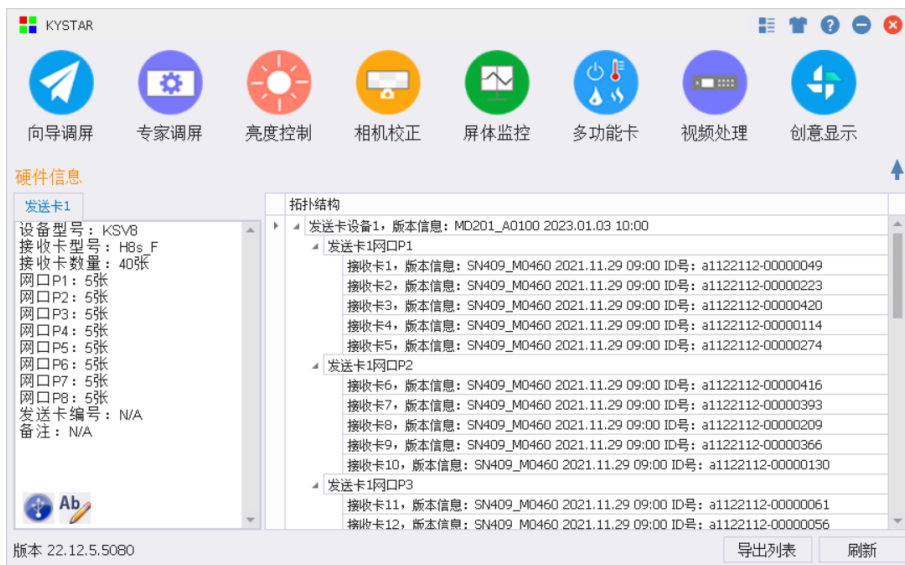 KYSTAR
向导调屏 专家调屏 亮度控制 相机校正 屏体监控 多功能卡 视频处理 创意显示
硬件信息
发送卡1
设备型号：KSV8
接收卡型号：H8s_F
接收卡数量：40张
网口P1：5张
网口P2：5张
网口P3：5张
网口P4：5张
网口P5：5张
网口P6：5张
网口P7：5张
网口P8：5张
发送卡编号：N/A
备注：N/A
Ab
拓扑结构
发送卡设备1，版本信息：MD201_A0100 2023.01.03 10:00
发送卡1网口P1
接收卡1，版本信息：SN409_M0460 2021.11.29 09:00 ID号：a1122112-00000049
接收卡2，版本信息：SN409_M0460 2021.11.29 09:00 ID号：a1122112-00000223
接收卡3，版本信息：SN409_M0460 2021.11.29 09:00 ID号：a1122112-00000420
接收卡4，版本信息：SN409_M0460 2021.11.29 09:00 ID号：a1122112-00000114
接收卡5，版本信息：SN409_M0460 2021.11.29 09:00 ID号：a1122112-00000274
发送卡1网口P2
接收卡6，版本信息：SN409_M0460 2021.11.29 09:00 ID号：a1122112-00000416
接收卡7，版本信息：SN409_M0460 2021.11.29 09:00 ID号：a1122112-00000393
接收卡8，版本信息：SN409_M0460 2021.11.29 09:00 ID号：a1122112-00000209
接收卡9，版本信息：SN409_M0460 2021.11.29 09:00 ID号：a1122112-00000366
接收卡10，版本信息：SN409_M0460 2021.11.29 09:00 ID号：a1122112-00000130
发送卡1网口P3
接收卡11，版本信息：SN409_M0460 2021.11.29 09:00 ID号：a1122112-00000061
接收卡12，版本信息：SN409_M0460 2021.11.29 09:00 ID号：a1122112-00000056
版本 22.12.5.5080
导出列表 刷新